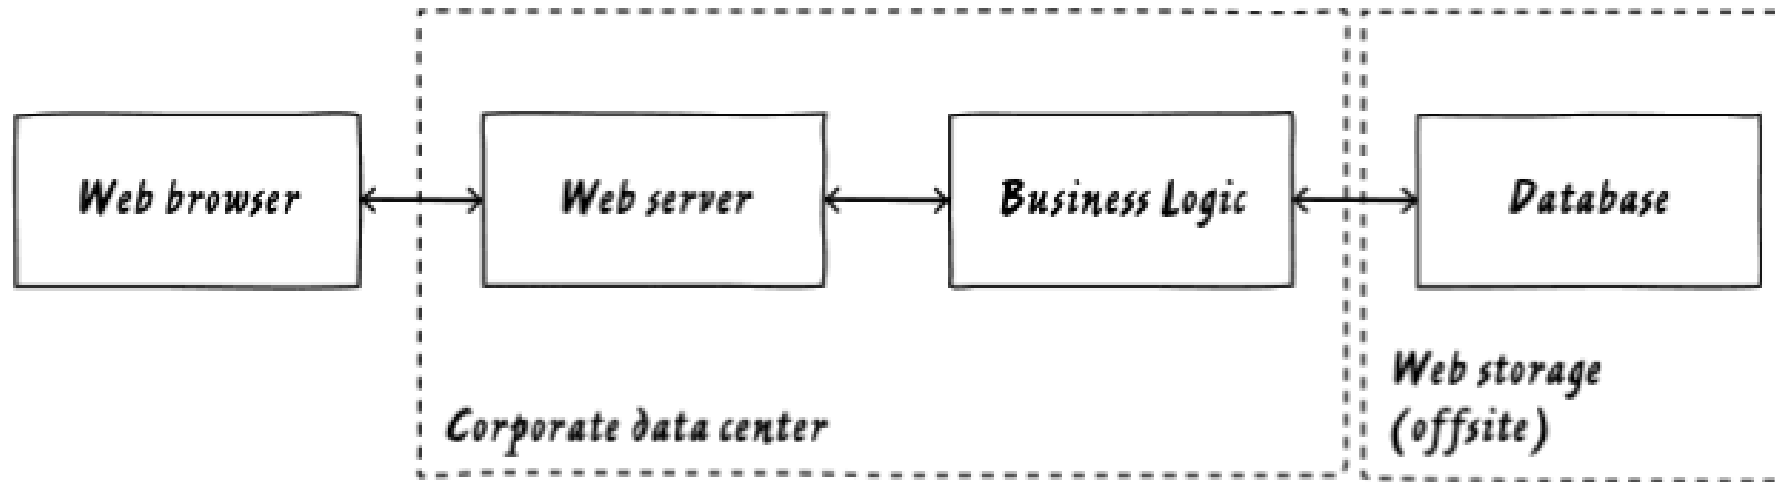 Web browser
Web server
Business Logic
Database
Corporate data center
Web storage
(offsite)